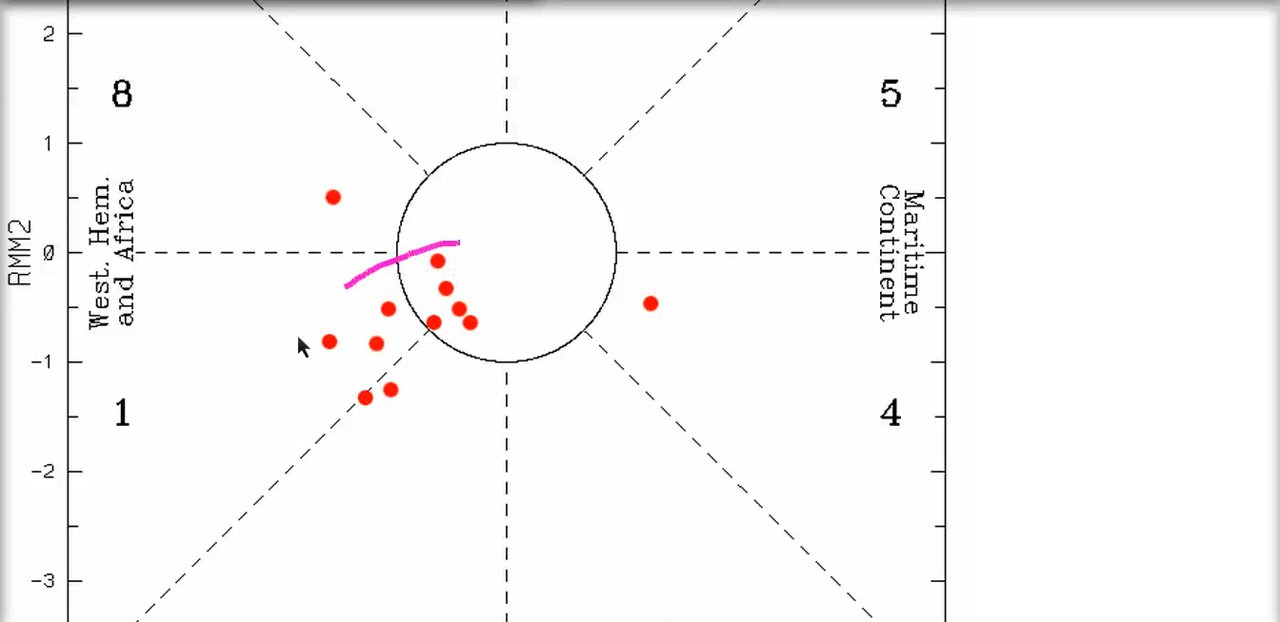 2
8
5
1
West. Hem.
and Africa
Maritime
Continent
RMM2
0
-1
1
4
-2
-3